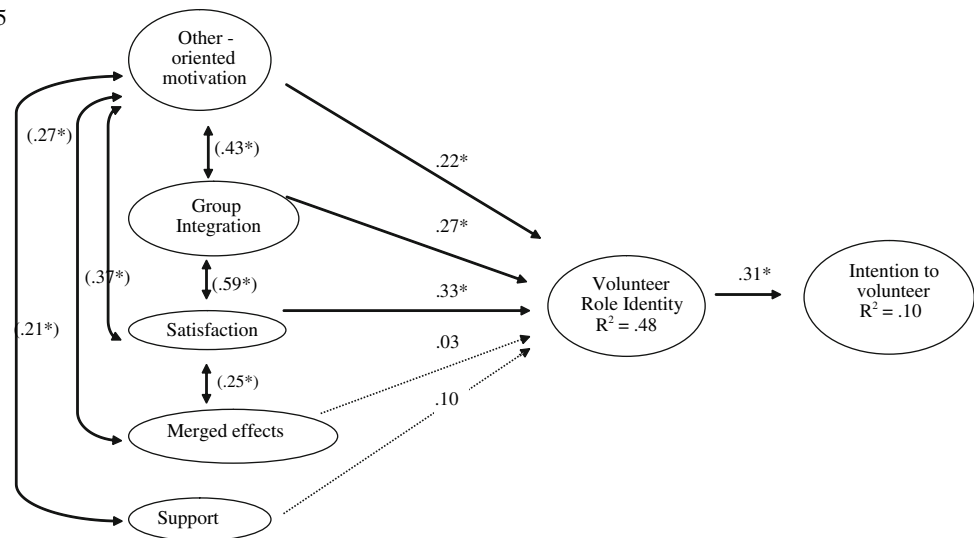 5
Other -
oriented
motivation
(.27*)
(.43*)
.22*
Group
Integration
.27*
(.37*)
(.59*)
.33*
Volunteer
Role Identity
R² = .48
.31*
Intention to
volunteer
R² = .10
(.21*)
Satisfaction
.03
(.25*)
.10
Merged effects
Support